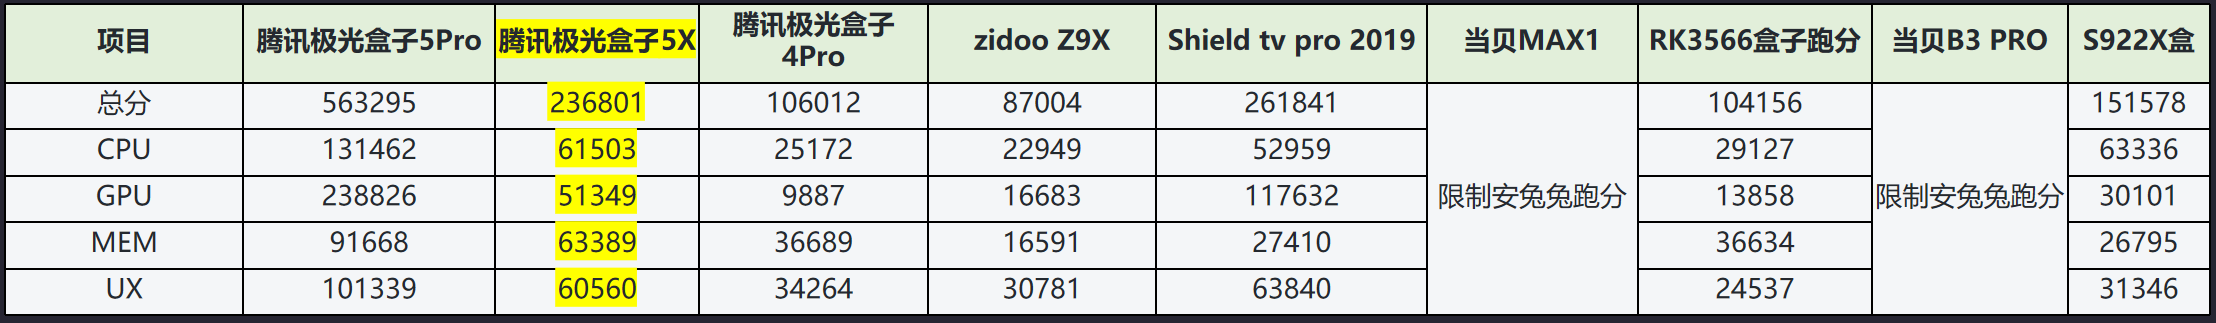 项目 腾讯极光盒子5Pro 腾讯极光盒子5X 腾讯极光盒子 4Pro zidoo Z9X Shield tv pro 2019 当贝MAX1 RK3566盒子跑分 当贝B3 PRO S922X盒
总分 563295 236801 106012 87004 261841 104156 151578
CPU 131462 61503 25172 22949 52959 29127 63336
GPU 238826 51349 9887 16683 117632 限制安兔兔跑分 13858 限制安兔兔跑分 30101
MEM 91668 63389 36689 16591 27410 36634 26795
UX 101339 60560 34264 30781 63840 24537 31346